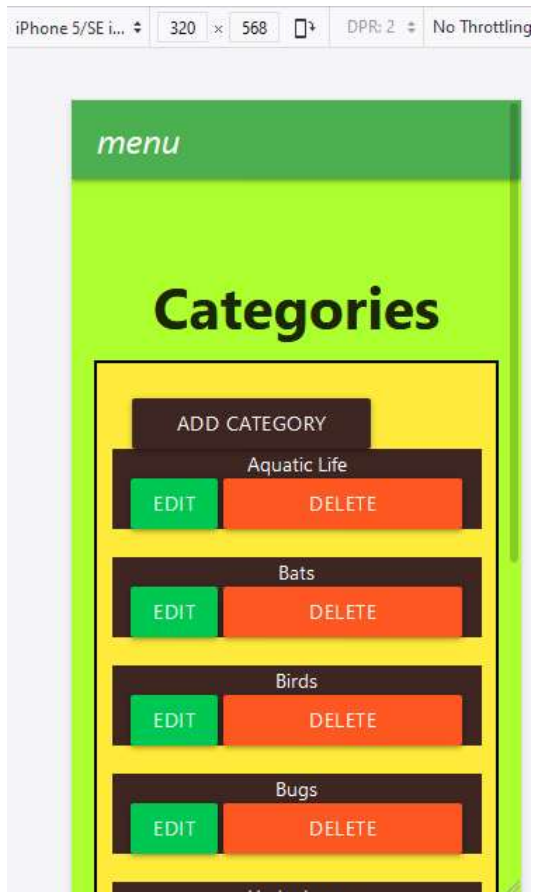 iPhone 5/SE i... 320 × 568 DPR: 2 No Throttling
menu
Categories
ADD CATEGORY
Aquatic Life
EDIT DELETE
Bats
EDIT DELETE
Birds
EDIT DELETE
Bugs
EDIT DELETE